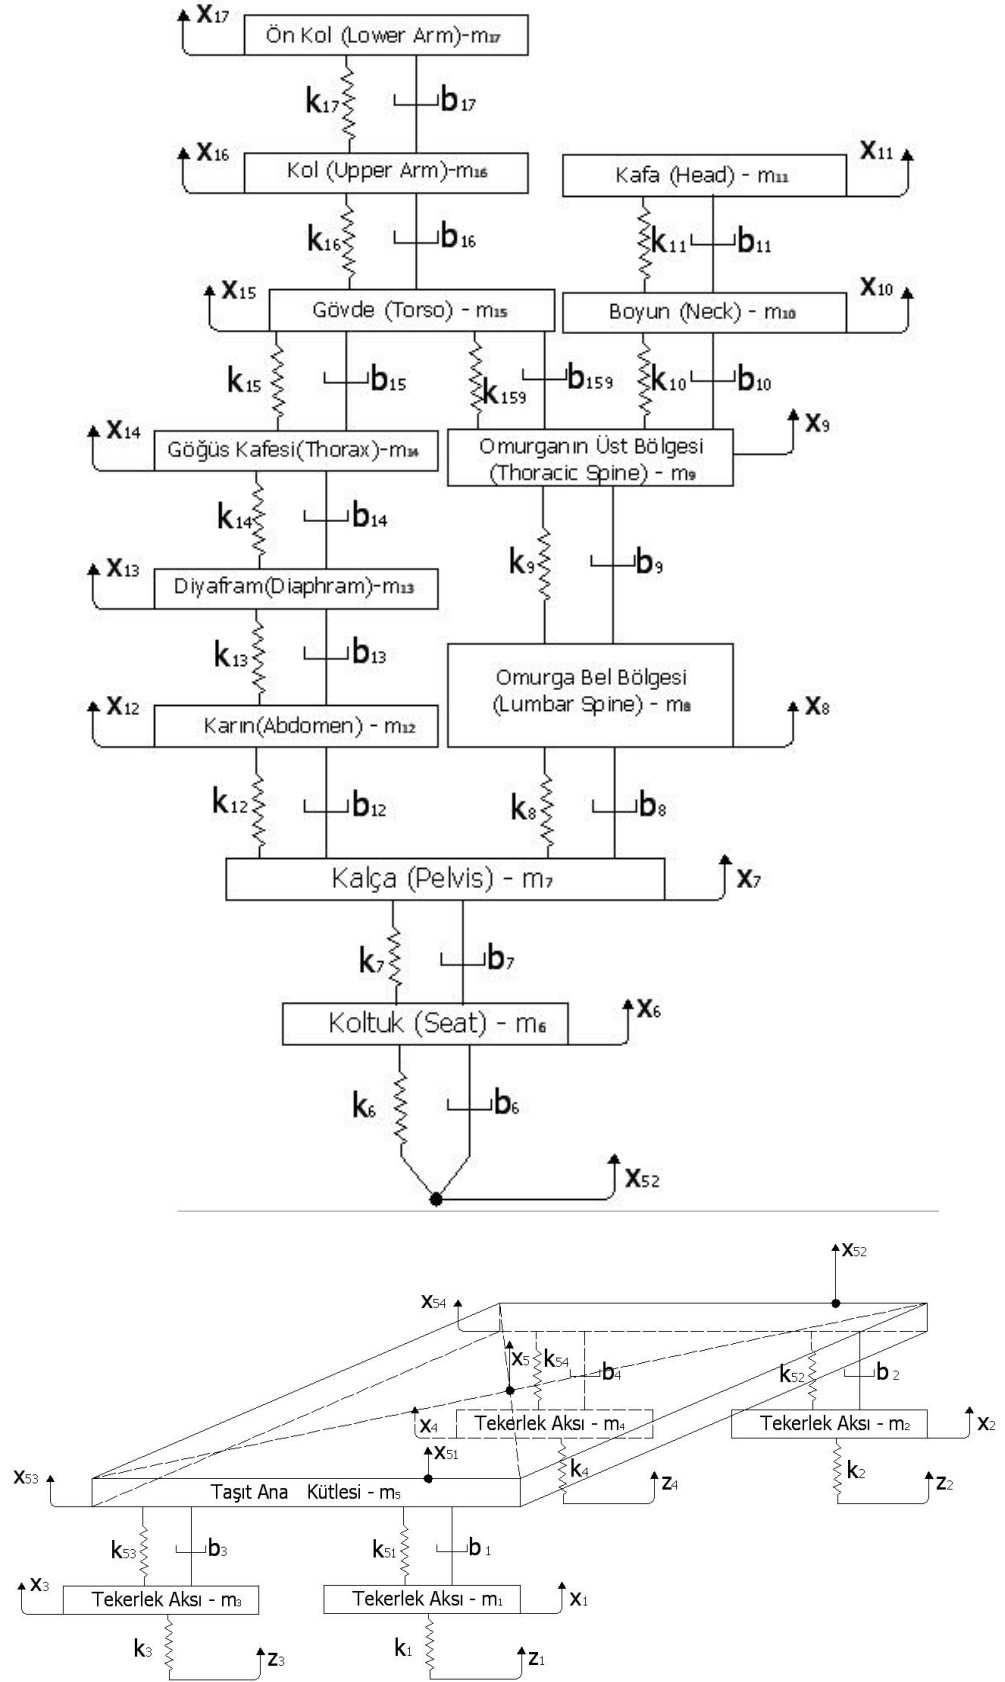 x17
Ön Kol (Lower Arm)-m17
k17
b17
x16
Kol (Upper Arm)-m16
x11
Kafa (Head) - m11
k16
b16
k11
b11
x15
Gövde (Torso) - m15
x10
Boyun (Neck) - m10
k15
b15
k159
b159
k10
b10
x14
Göğüs Kafesi(Thorax)-m14
Omurganın Üst Bölgesi
(Thoracic Spine) - m9
x9
k14
b14
k9
b9
x13
Diyafram(Diaphram)-m13
k13
b13
Omurga Bel Bölgesi
(Lumbar Spine) - m8
x8
x12
Karın(Abdomen) - m12
k12
b12
k8
b8
Kalça (Pelvis) - m7
x7
k7
b7
Koltuk (Seat) - m6
x6
k6
b6
x52
x52
x54
x5
k54
b4
k52
b2
x4
Tekerlek Aksı - m4
Tekerlek Aksı - m2
x2
x51
k4
z4
k2
z2
x53
Taşıt Ana Kütlesi - m5
k53
b3
k51
b1
x3
Tekerlek Aksı - m3
Tekerlek Aksı - m1
x1
k3
z3
k1
z1